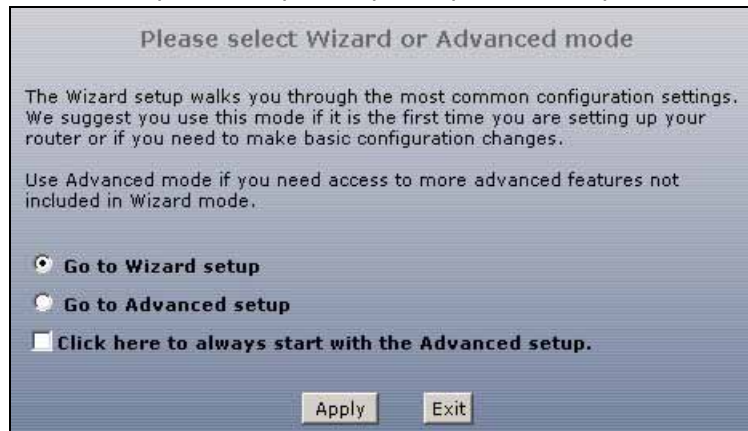 Please select Wizard or Advanced mode
The Wizard setup walks you through the most common configuration settings.
We suggest you use this mode if it is the first time you are setting up your
router or if you need to make basic configuration changes.
Use Advanced mode if you need access to more advanced features not
included in Wizard mode.
Go to Wizard setup
Go to Advanced setup
Click here to always start with the Advanced setup.
Apply Exit